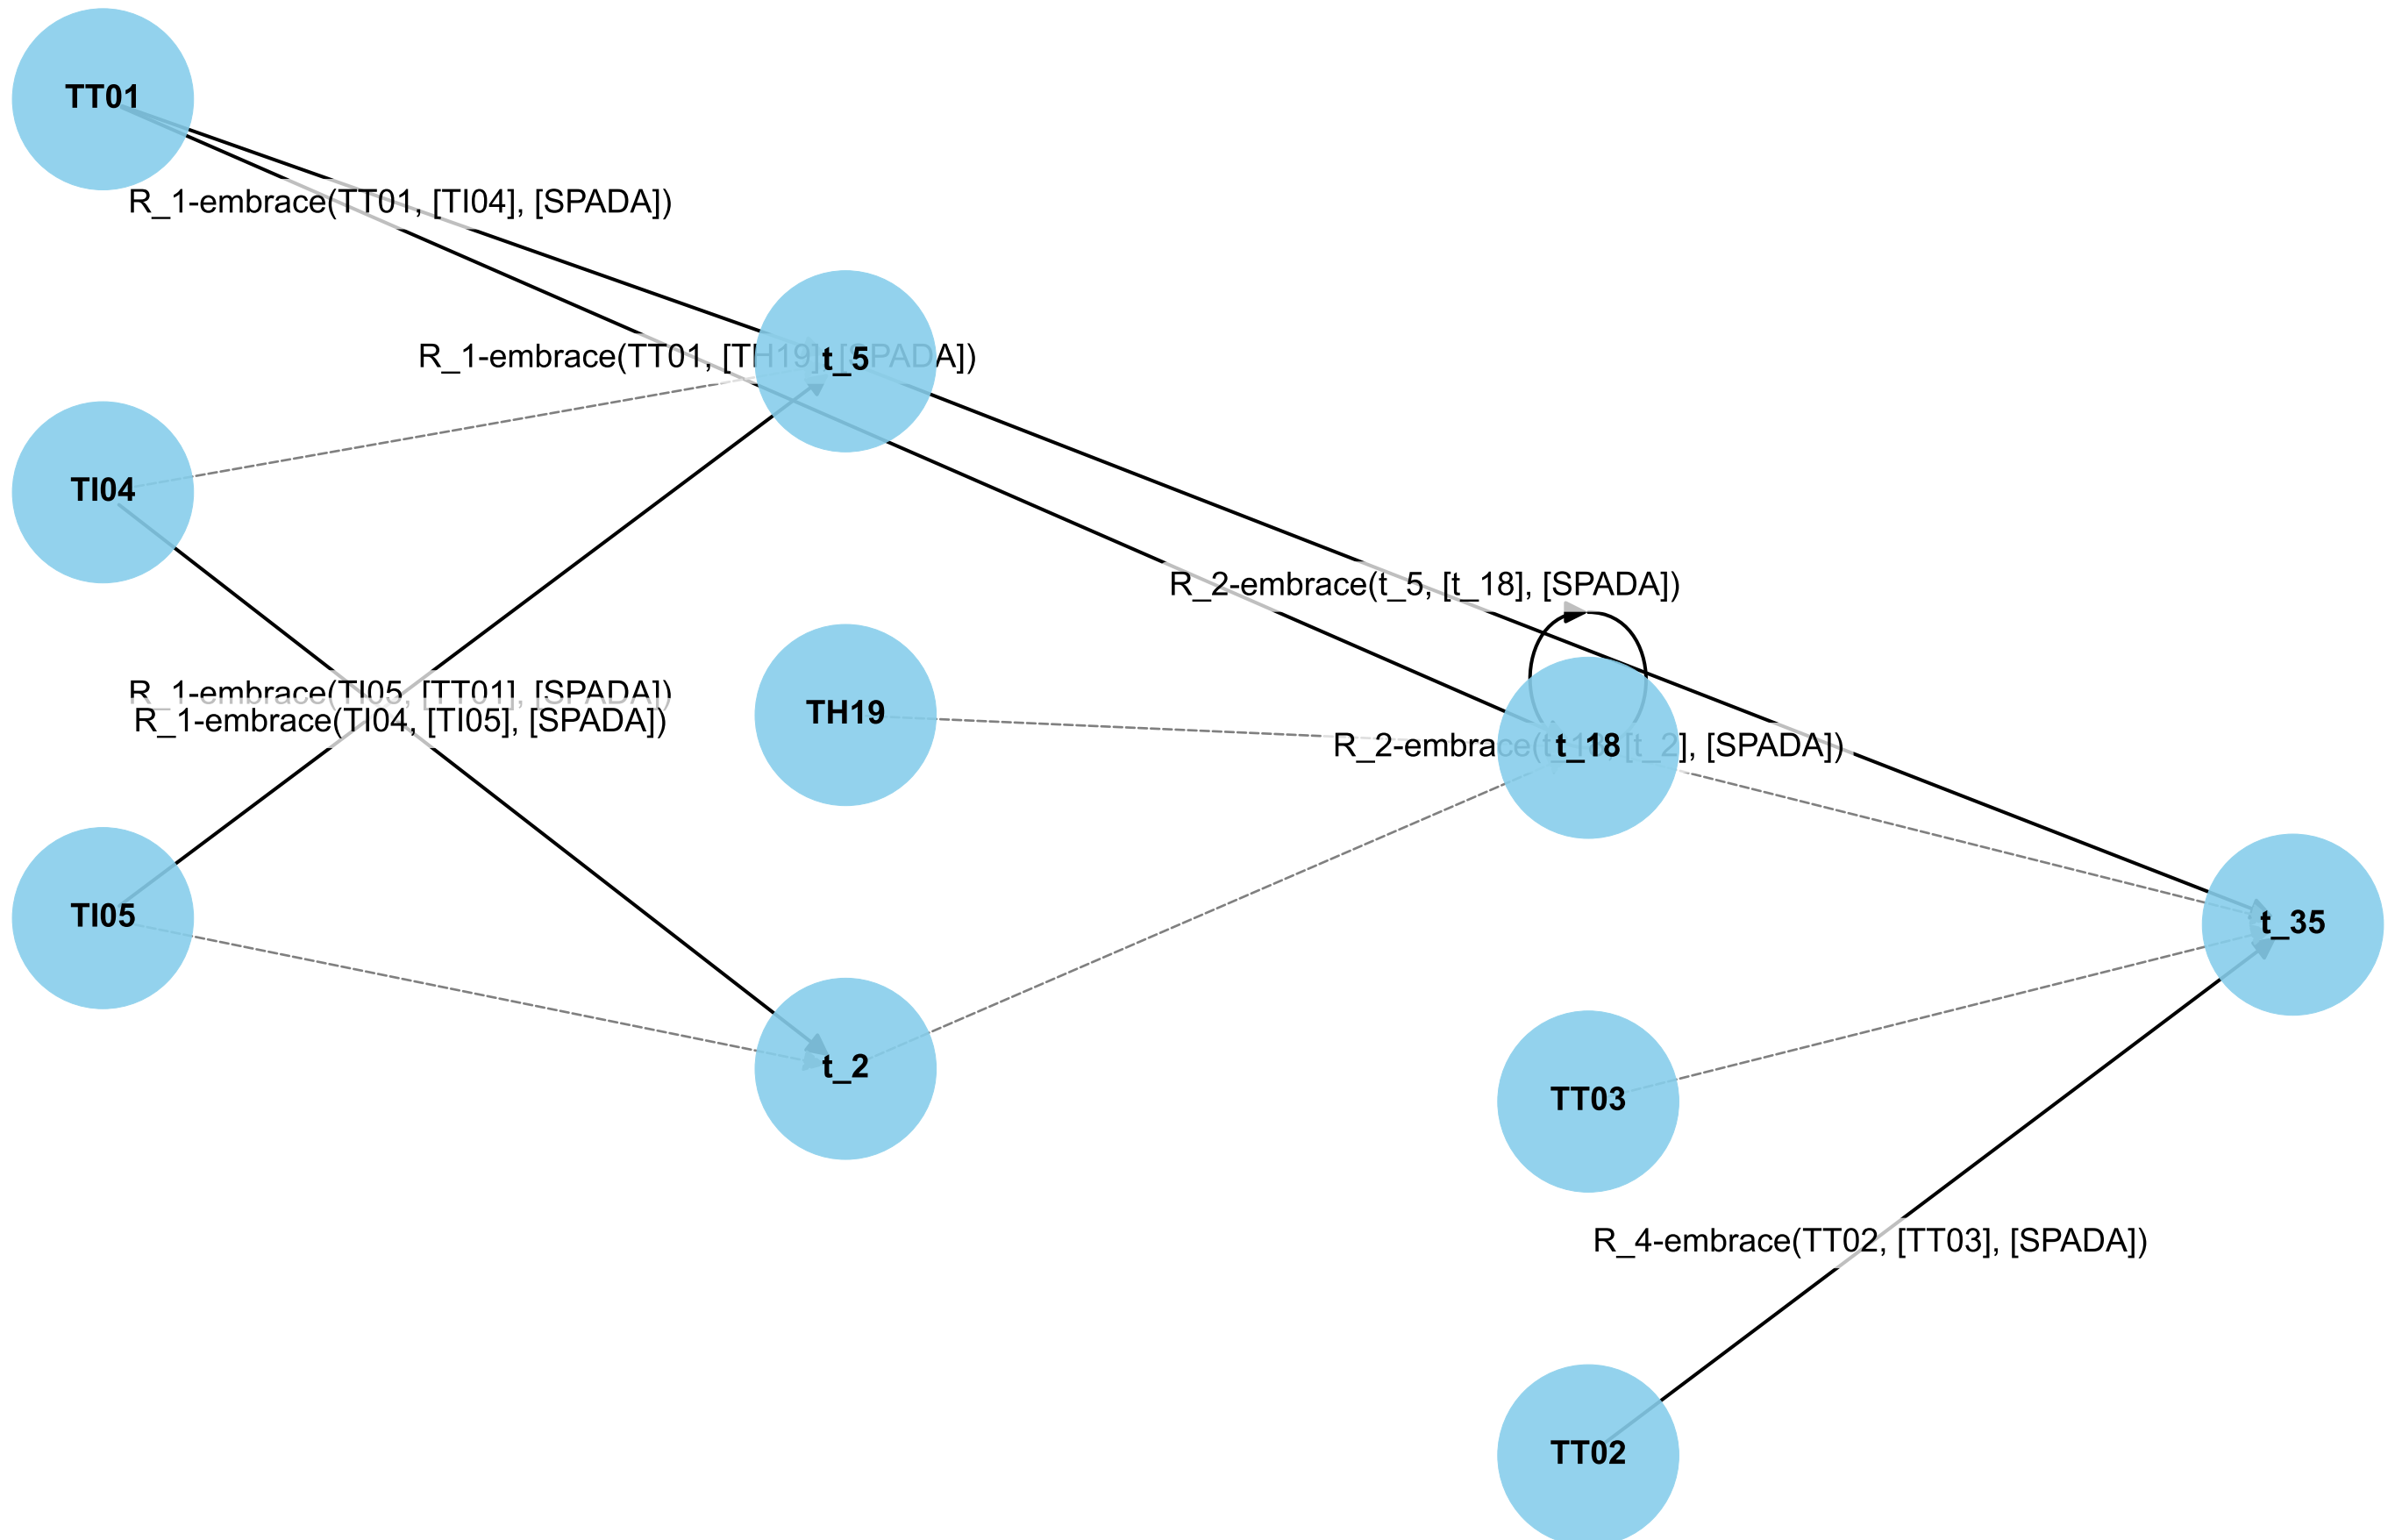 TT01
R_1-embrace(TT01, [TI04], [SPADA])
R_1-embrace(TT01, [TH19], [SPADA])
t_5
TI04
R_2-embrace(t_5, [t_18], [SPADA])
R_1-embrace(TI05, [TT01], [SPADA])
R_1-embrace(TI04, [TI05], [SPADA])
TH19
R_2-embrace(t_18, [t_2], [SPADA])
t_18
TI05
t_35
t_2
TT03
R_4-embrace(TT02, [TT03], [SPADA])
TT02